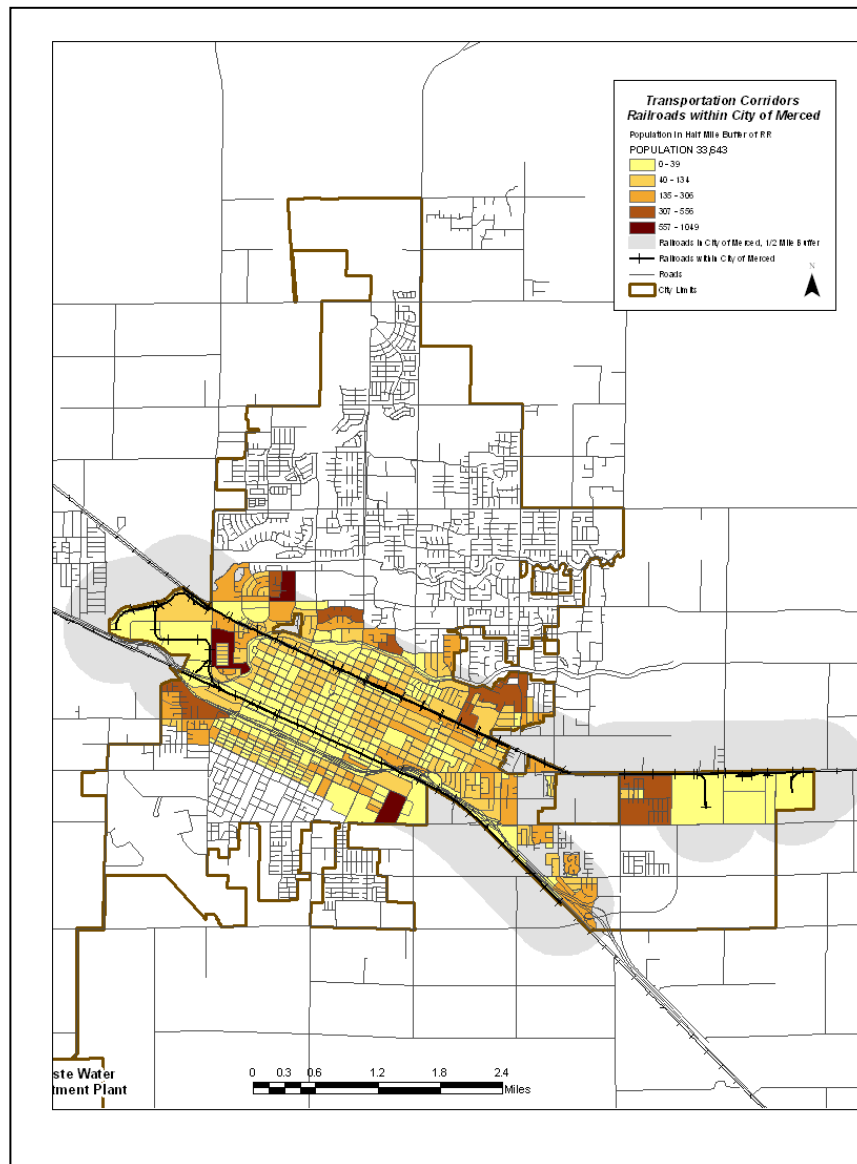 Transportation Corridors
Railroads within City of Merced
Population in Half Mile Buffer of RR
POPULATION 33,643
0 - 39
40 - 134
135 - 306
307 - 556
557 - 1049
Railroads in City of Merced, 1/2 Mile Buffer
Railroads within City of Merced
Roads
City Limits
N
ste Water
tment Plant
0 0.3 0.6 1.2 1.8 2.4
Miles